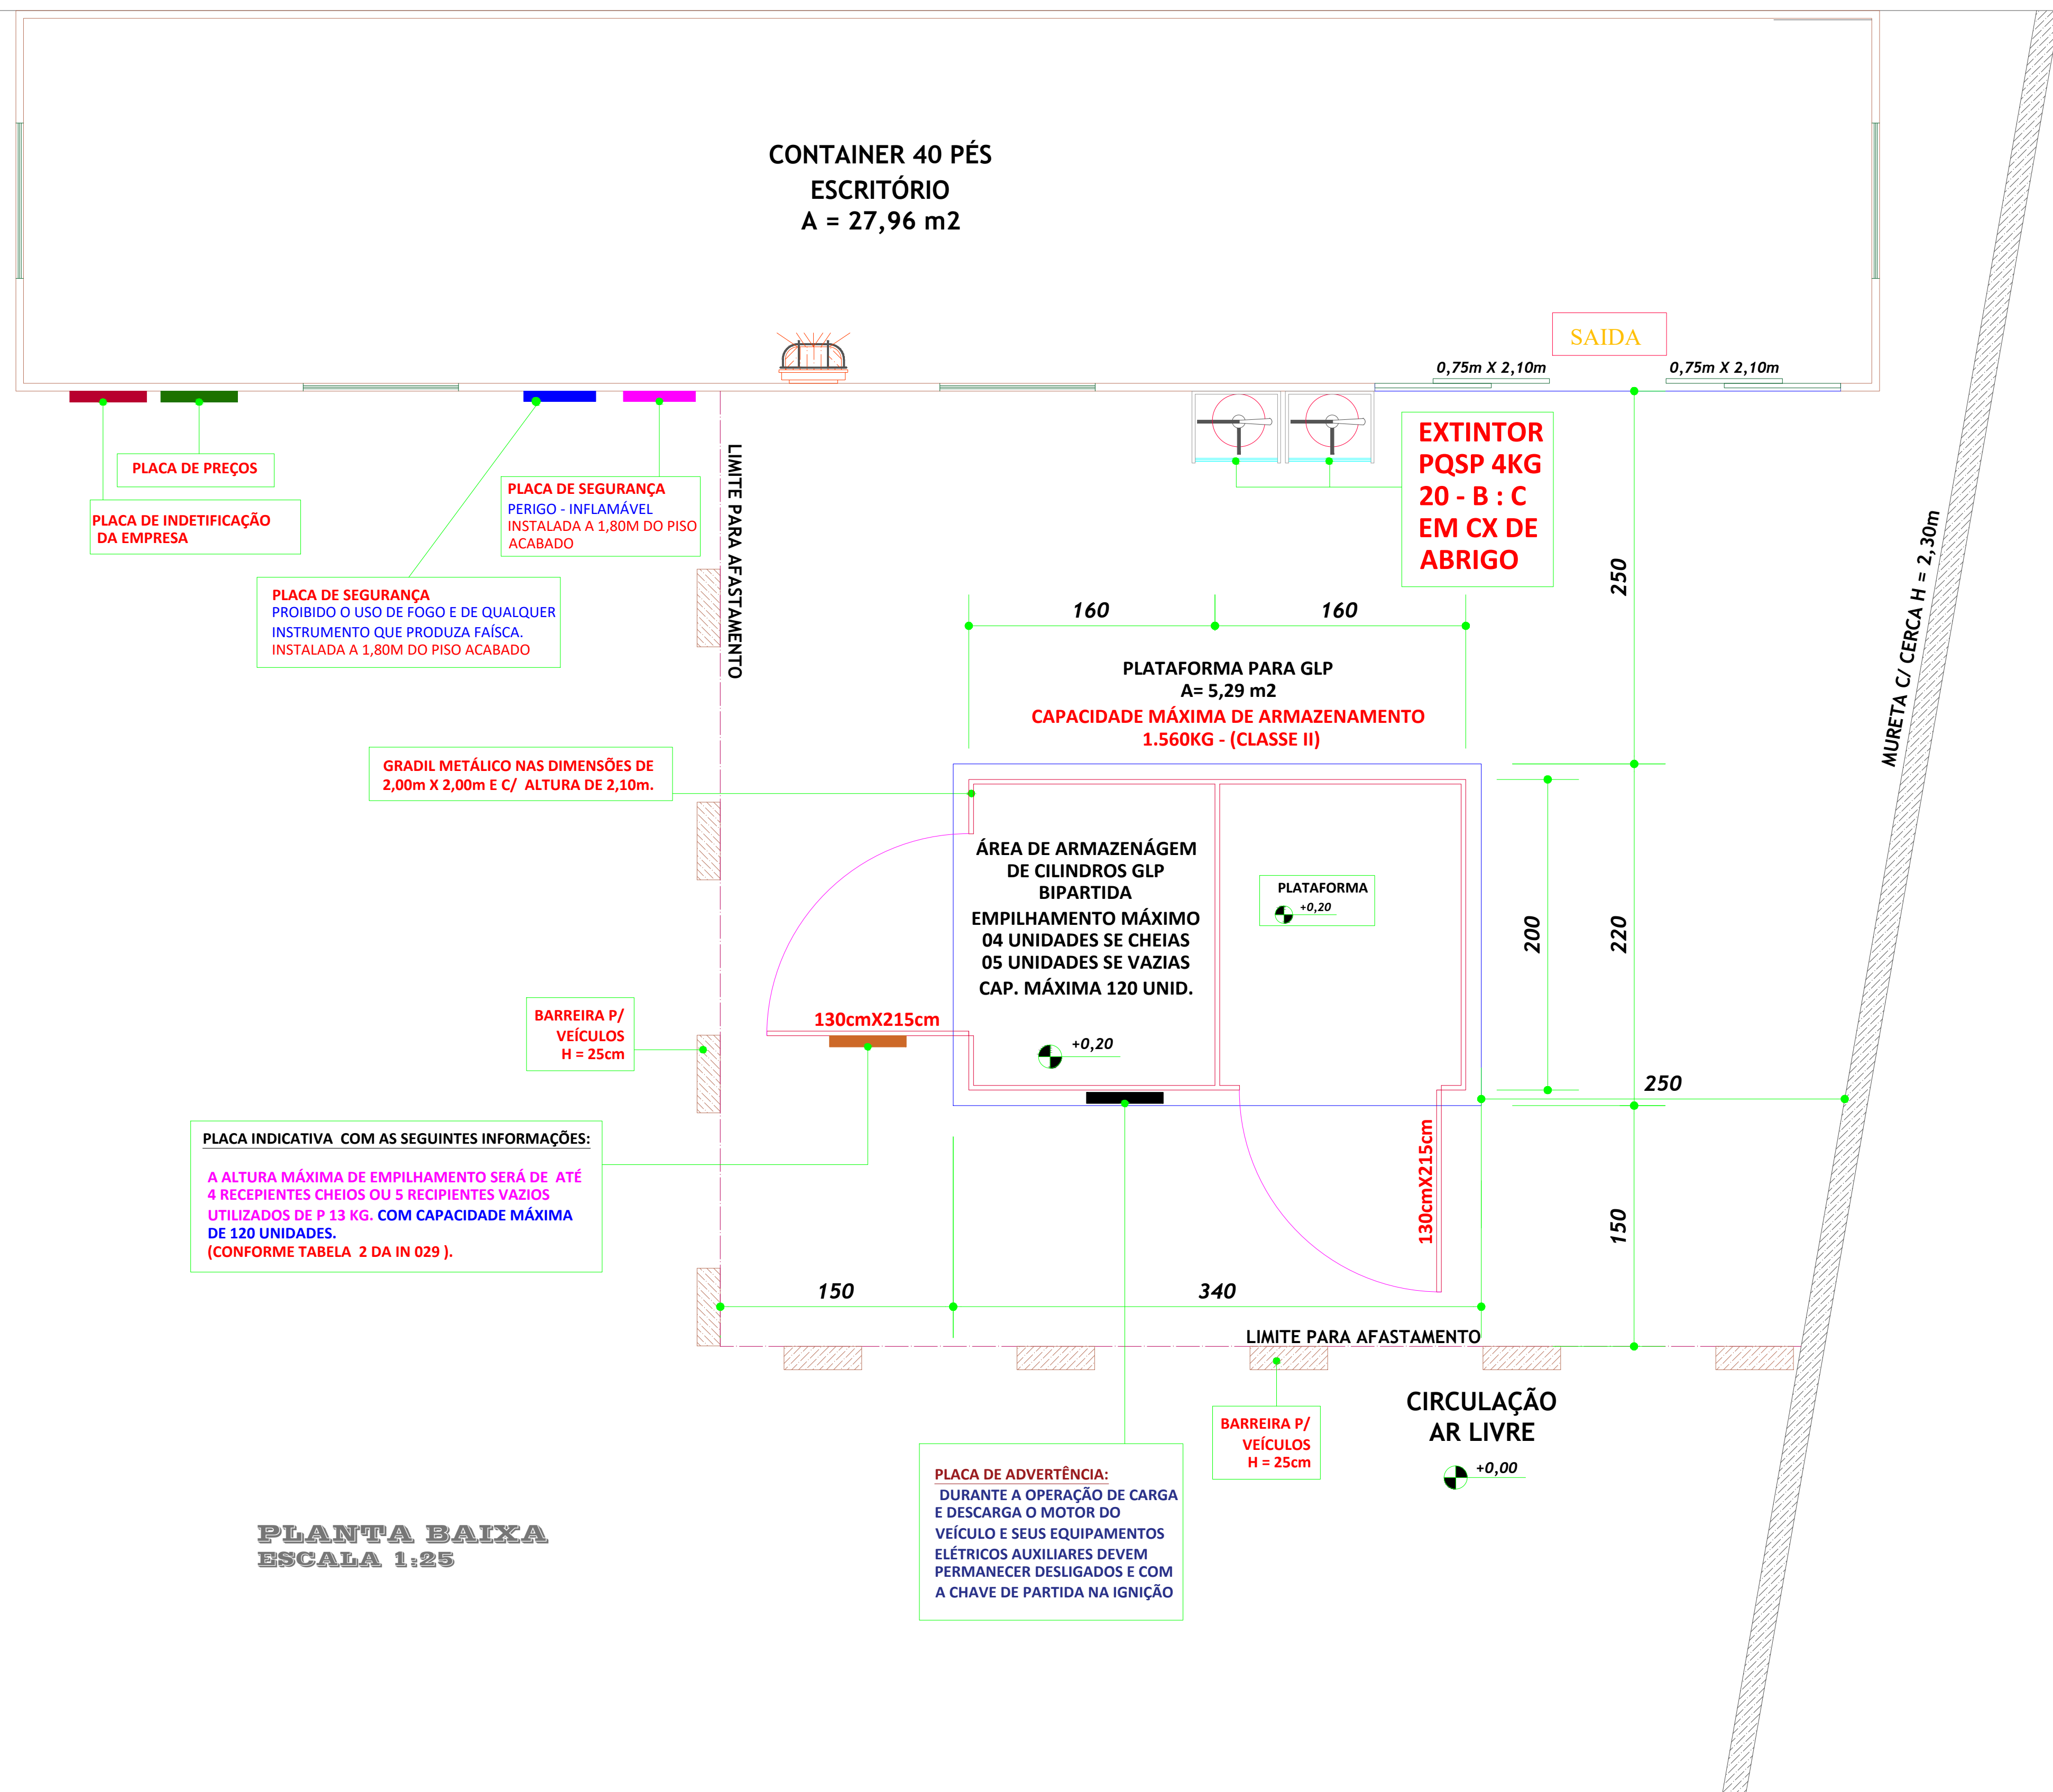 CONTAINER 40 PÉS
ESCRITÓRIO
A = 27,96 m2
SAIDA
0,75m X 2,10m
0,75m X 2,10m
PLACA DE PREÇOS
PLACA DE INDETIFICAÇÃO
DA EMPRESA
PLACA DE SEGURANÇA
PERIGO - INFLAMÁVEL
INSTALADA A 1,80M DO PISO
ACABADO
PLACA DE SEGURANÇA
PROIBIDO O USO DE FOGO E DE QUALQUER
INSTRUMENTO QUE PRODUZA FAÍSCA.
INSTALADA A 1,80M DO PISO ACABADO
LIMITE PARA AFASTAMENTO
EXTINTOR
PQSP 4KG
20 - B : C
EM CX DE
ABRIGO
250
MURETA C/ CERCA H = 2,30m
160
160
PLATAFORMA PARA GLP
A= 5,29 m2
CAPACIDADE MÁXIMA DE ARMAZENAMENTO
1.560KG - (CLASSE II)
GRADIL METÁLICO NAS DIMENSÕES DE
2,00m X 2,00m E C/ ALTURA DE 2,10m.
ÁREA DE ARMAZENÁGEM
DE CILINDROS GLP
BIPARTIDA
EMPILHAMENTO MÁXIMO
04 UNIDADES SE CHEIAS
05 UNIDADES SE VAZIAS
CAP. MÁXIMA 120 UNID.
+0,20
PLATAFORMA
+0,20
200
220
BARREIRA P/
VEÍCULOS
H = 25cm
130cmX215cm
250
130cmX215cm
150
PLACA INDICATIVA COM AS SEGUINTES INFORMAÇÕES:
A ALTURA MÁXIMA DE EMPILHAMENTO SERÁ DE ATÉ
4 RECEPIENTES CHEIOS OU 5 RECIPIENTES VAZIOS
UTILIZADOS DE P 13 KG. COM CAPACIDADE MÁXIMA
DE 120 UNIDADES.
(CONFORME TABELA 2 DA IN 029 ).
150
340
LIMITE PARA AFASTAMENTO
BARREIRA P/
VEÍCULOS
H = 25cm
CIRCULAÇÃO
AR LIVRE
+0,00
PLACA DE ADVERTÊNCIA:
DURANTE A OPERAÇÃO DE CARGA
E DESCARGA O MOTOR DO
VEÍCULO E SEUS EQUIPAMENTOS
ELÉTRICOS AUXILIARES DEVEM
PERMANECER DESLIGADOS E COM
A CHAVE DE PARTIDA NA IGNIÇÃO
PLANTA BAIXA
ESCALA 1:25